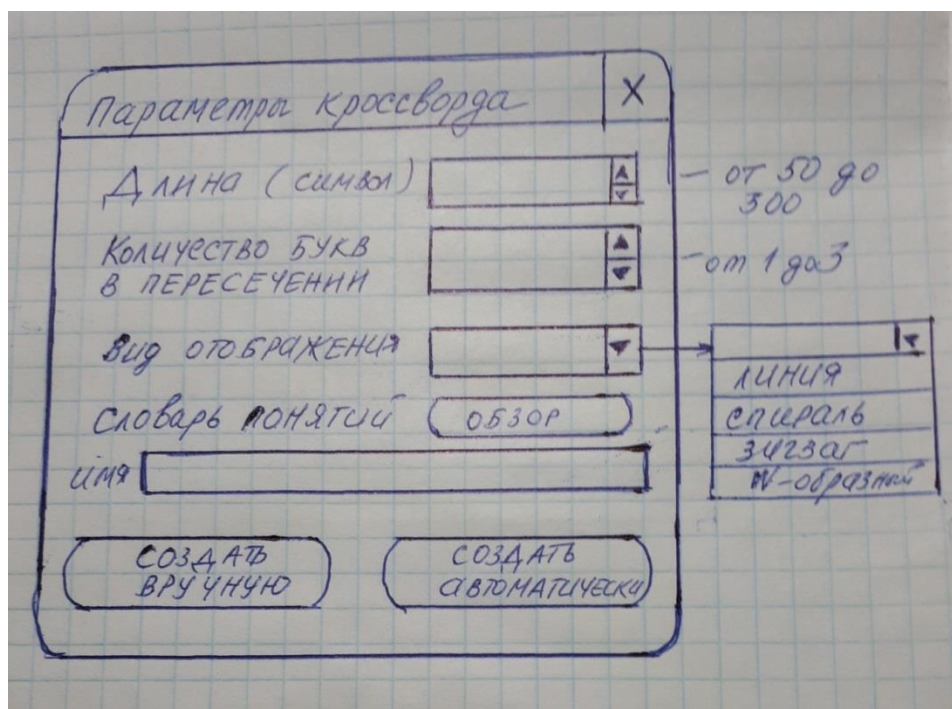 Параметры кроссворда X
Длина (символ)
- от 50 до
300
Количество БУКВ
В ПЕРЕСЕЧЕНИИ
- от 1 до 3
Вид ОТОБРАЖЕНИЯ
линия
спираль
зигзаг
W-образный
Словарь понятий
ОБЗОР
имя
СОЗДАТЬ
ВРУЧНУЮ
СОЗДАТЬ
АВТОМАТИЧЕСКИ